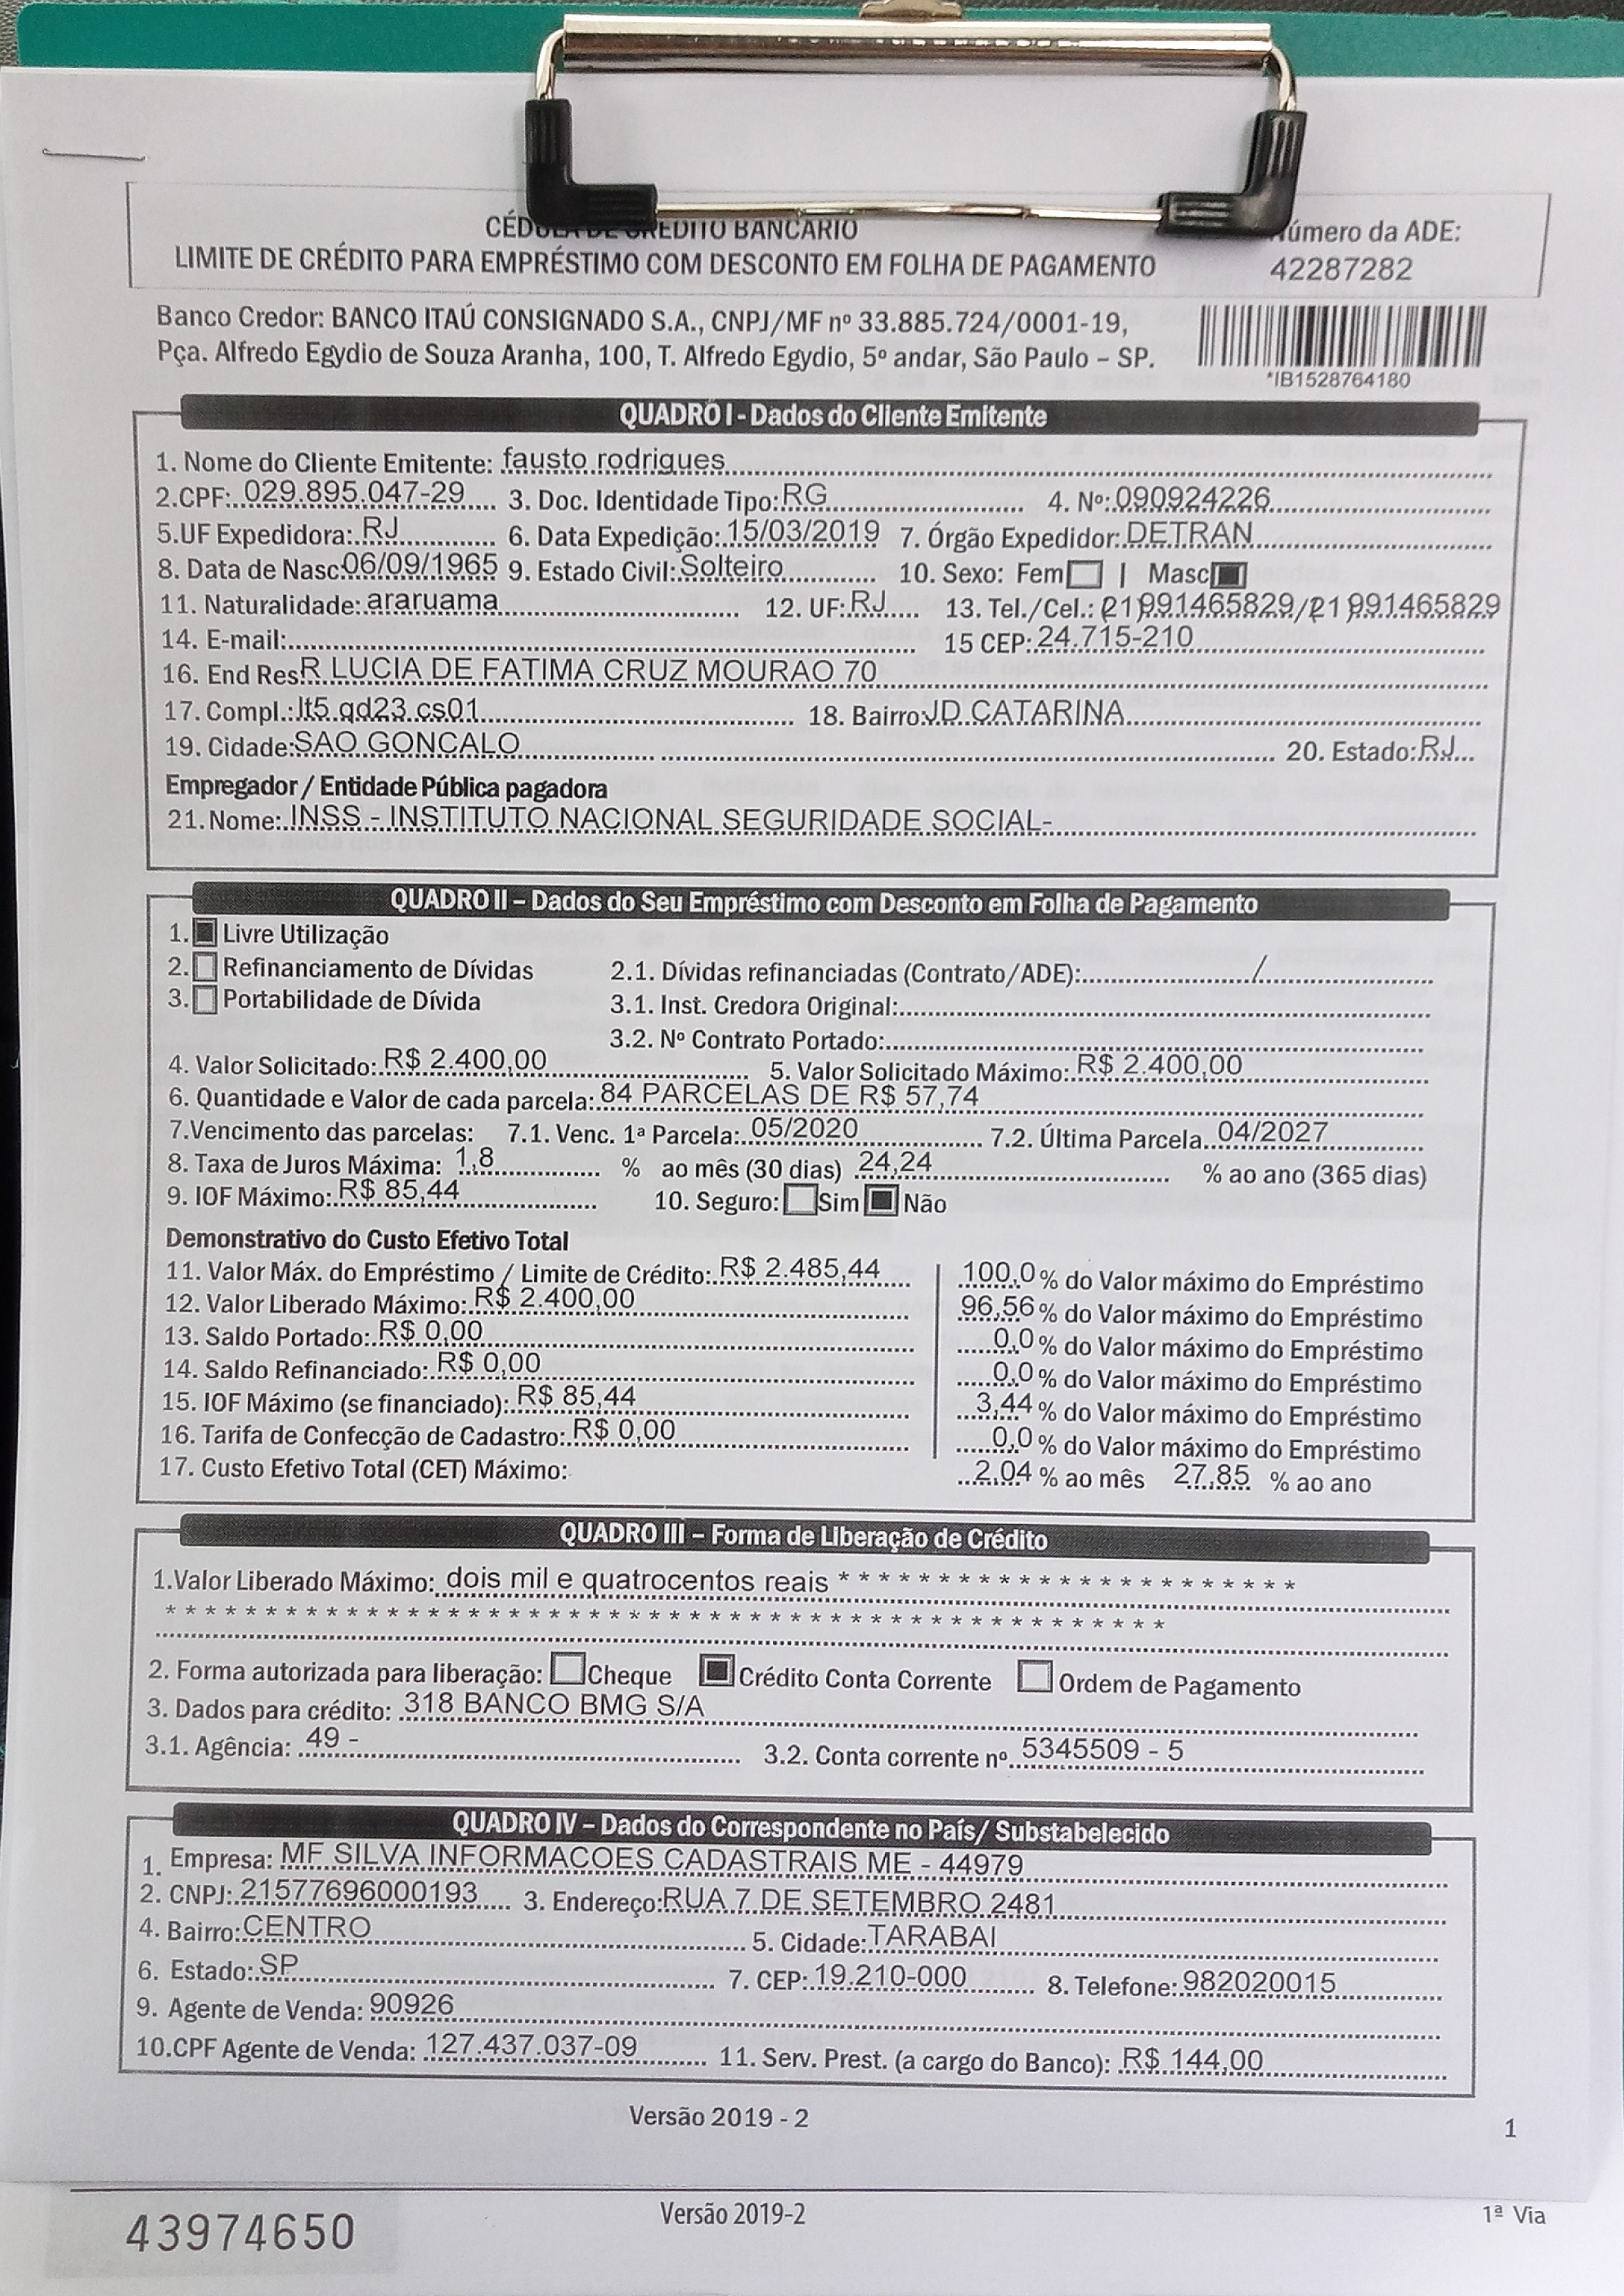 CÉDULA DE CRÉDITO BANCÁRIO
LIMITE DE CRÉDITO PARA EMPRÉSTIMO COM DESCONTO EM FOLHA DE PAGAMENTO
Número da ADE:
42287282
Banco Credor: BANCO ITAÚ CONSIGNADO S.A., CNPJ/MF nº 33.885.724/0001-19,
Pça. Alfredo Egydio de Souza Aranha, 100, T. Alfredo Egydio, 5º andar, São Paulo – SP.
*IB1528764180
QUADRO I - Dados do Cliente Emitente
1. Nome do Cliente Emitente: fausto rodrigues
2.CPF: 029.895.047-29 3. Doc. Identidade Tipo: RG 4. Nº: 090924226
5.UF Expedidora: RJ 6. Data Expedição: 15/03/2019 7. Órgão Expedidor: DETRAN
8. Data de Nasc: 06/09/1965 9. Estado Civil: Solteiro 10. Sexo: Fem | Masc
11. Naturalidade: araruama 12. UF: RJ 13. Tel./Cel.: (21)991465829/(21)991465829
14. E-mail: 15 CEP: 24.715-210
16. End Res R LUCIA DE FATIMA CRUZ MOURAO 70
17. Compl.: lt5.qd23.cs01 18. Bairro: JD CATARINA
19. Cidade: SAO GONCALO 20. Estado: RJ
Empregador / Entidade Pública pagadora
21. Nome: INSS - INSTITUTO NACIONAL SEGURIDADE SOCIAL-
QUADRO II – Dados do Seu Empréstimo com Desconto em Folha de Pagamento
1. Livre Utilização
2. Refinanciamento de Dívidas 2.1. Dívidas refinanciadas (Contrato/ADE): /
3. Portabilidade de Dívida 3.1. Inst. Credora Original:
3.2. Nº Contrato Portado:
4. Valor Solicitado: R$ 2.400,00 5. Valor Solicitado Máximo: R$ 2.400,00
6. Quantidade e Valor de cada parcela: 84 PARCELAS DE R$ 57,74
7.Vencimento das parcelas: 7.1. Venc. 1ª Parcela: 05/2020 7.2. Última Parcela 04/2027
8. Taxa de Juros Máxima: 1,8 % ao mês (30 dias) 24,24 % ao ano (365 dias)
9. IOF Máximo: R$ 85,44 10. Seguro: Sim Não
Demonstrativo do Custo Efetivo Total
11. Valor Máx. do Empréstimo / Limite de Crédito: R$ 2.485,44 100,0 % do Valor máximo do Empréstimo
12. Valor Liberado Máximo: R$ 2.400,00 96,56 % do Valor máximo do Empréstimo
13. Saldo Portado: R$ 0,00 0,0 % do Valor máximo do Empréstimo
14. Saldo Refinanciado: R$ 0,00 0,0 % do Valor máximo do Empréstimo
15. IOF Máximo (se financiado): R$ 85,44 3,44 % do Valor máximo do Empréstimo
16. Tarifa de Confecção de Cadastro: R$ 0,00 0,0 % do Valor máximo do Empréstimo
17. Custo Efetivo Total (CET) Máximo: 2,04 % ao mês 27,85 % ao ano
QUADRO III – Forma de Liberação de Crédito
1.Valor Liberado Máximo: dois mil e quatrocentos reais * * * * * * * * * * * * * * * * * * * * * * *
* * * * * * * * * * * * * * * * * * * * * * * * * * * * * * * * * * * * * * * * * * * * * * * * * *
2. Forma autorizada para liberação: Cheque Crédito Conta Corrente Ordem de Pagamento
3. Dados para crédito: 318 BANCO BMG S/A
3.1. Agência: 49 - 3.2. Conta corrente nº 5345509 - 5
QUADRO IV – Dados do Correspondente no País/ Substabelecido
1. Empresa: MF SILVA INFORMACOES CADASTRAIS ME - 44979
2. CNPJ: 21577696000193 3. Endereço: RUA 7 DE SETEMBRO 2481
4. Bairro: CENTRO 5. Cidade: TARABAI
6. Estado: SP 7. CEP: 19.210-000 8. Telefone: 982020015
9. Agente de Venda: 90926
10.CPF Agente de Venda: 127.437.037-09 11. Serv. Prest. (a cargo do Banco): R$ 144,00
Versão 2019 - 2
1
43974650
Versão 2019-2
1ª Via